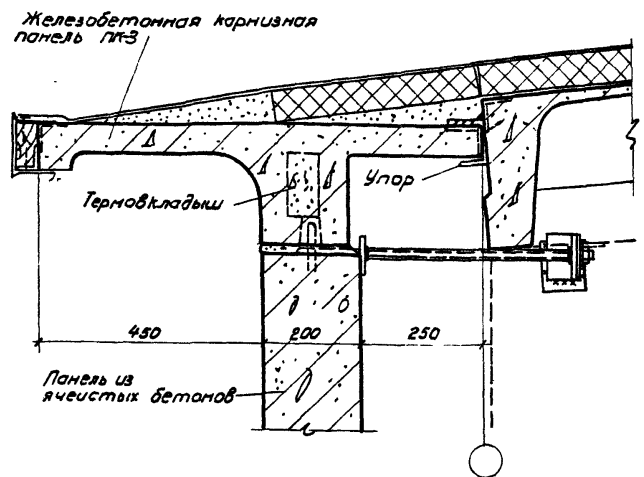 Железобетонная карнизная
панель ПК-3
Термовкладыш
Упор
450
200
250
Панель из
ячеистых бетонов